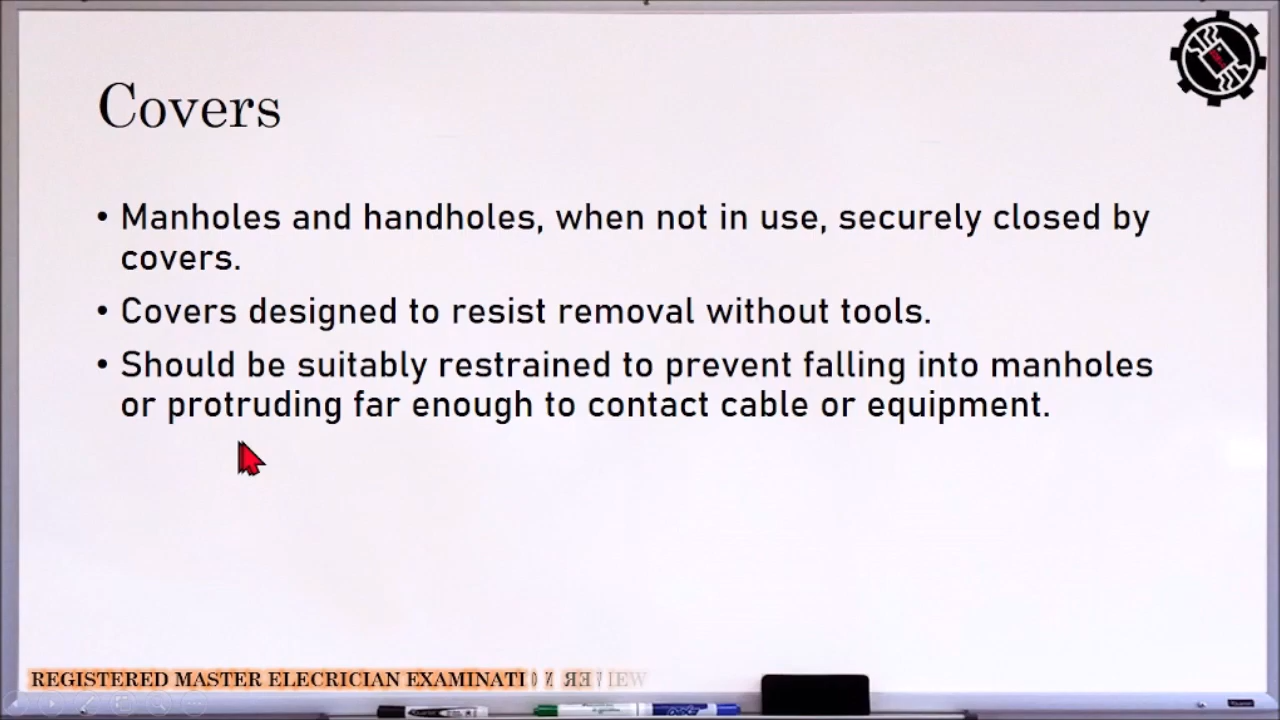 Covers
• Manholes and handholes, when not in use, securely closed by
covers.
• Covers designed to resist removal without tools.
• Should be suitably restrained to prevent falling into manholes
or protruding far enough to contact cable or equipment.
REGISTERED MASTER ELECRICIAN EXAMINATI